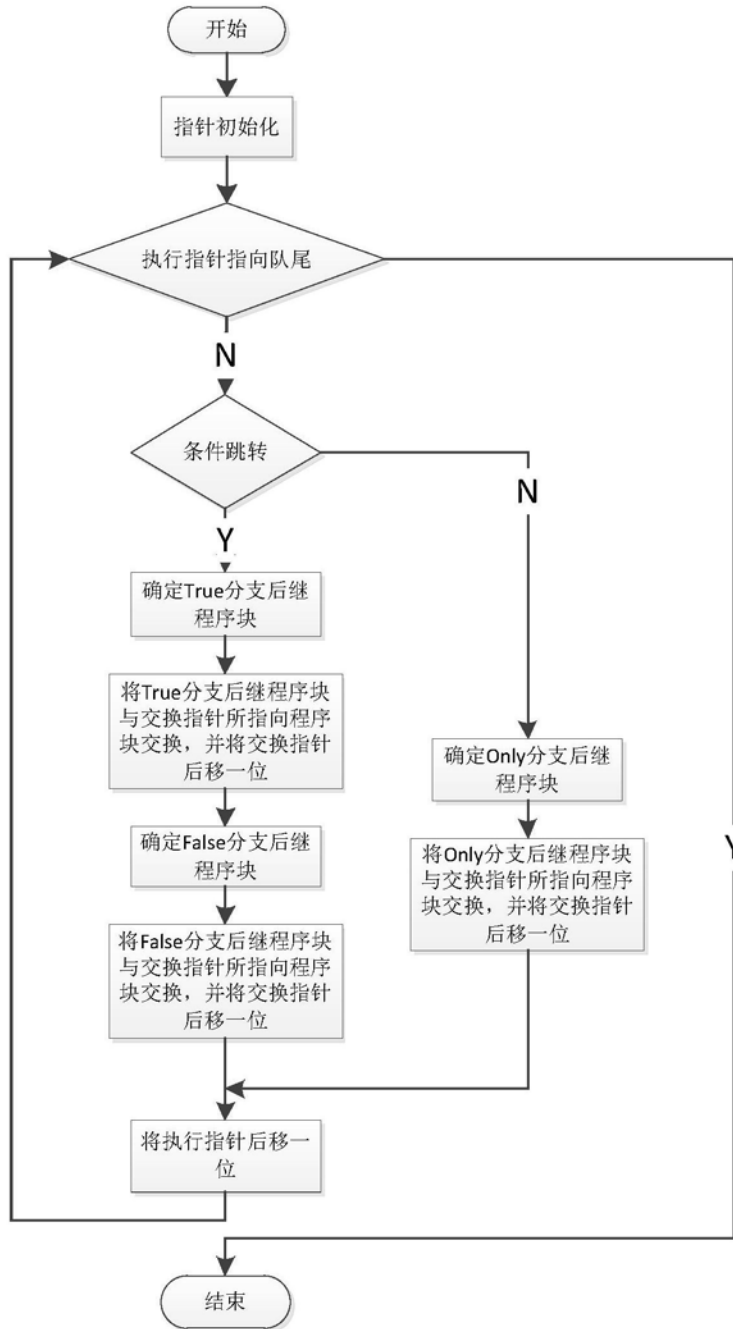 开始
指针初始化
执行指针指向队尾
N
条件跳转
N
Y
确定True分支后继
程序块
将True分支后继程序块
与交换指针所指向程序
块交换，并将交换指针
后移一位
确定Only分支后继
程序块
确定False分支后继
程序块
Y
将Only分支后继程序块
与交换指针所指向程序
块交换，并将交换指针
后移一位
将False分支后继程序块
与交换指针所指向程序
块交换，并将交换指针
后移一位
将执行指针后移一
位
结束